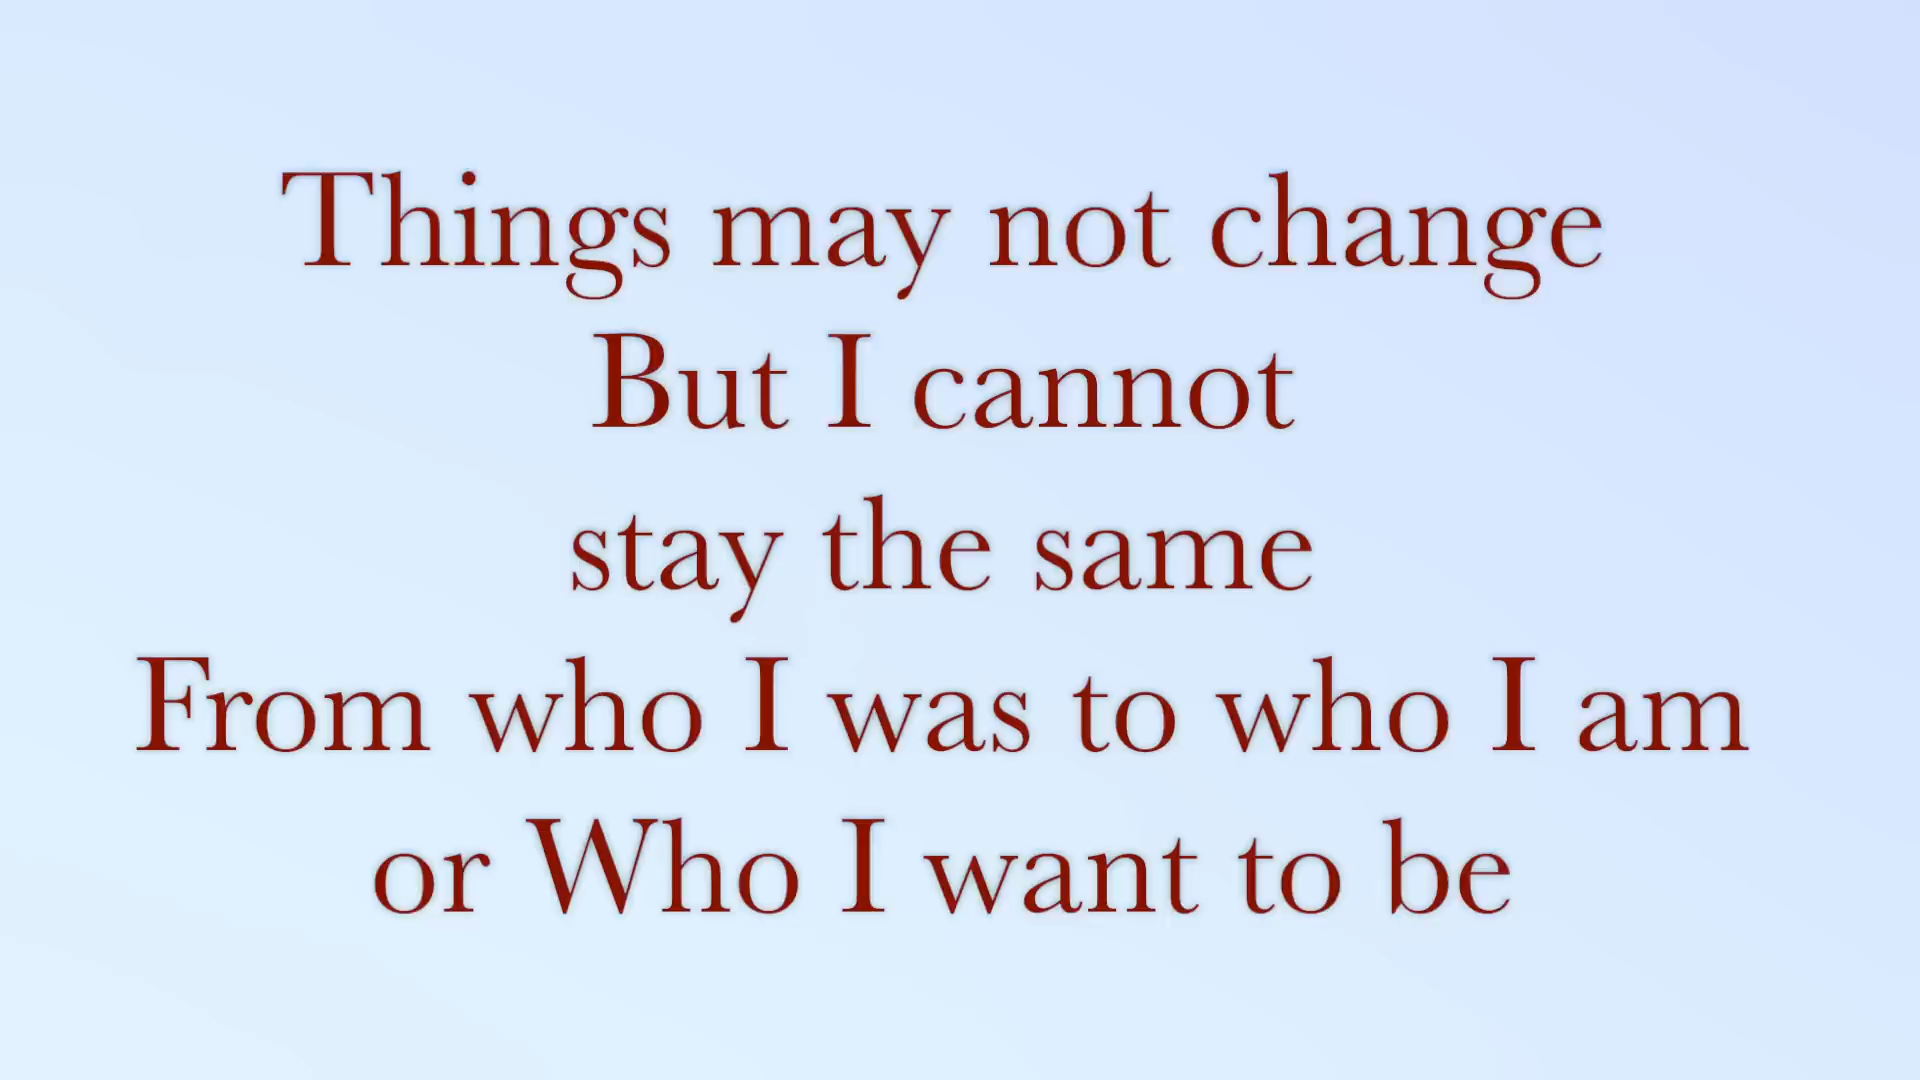 Things may not change
But I cannot
stay the same
From who I was to who I am
or Who I want to be